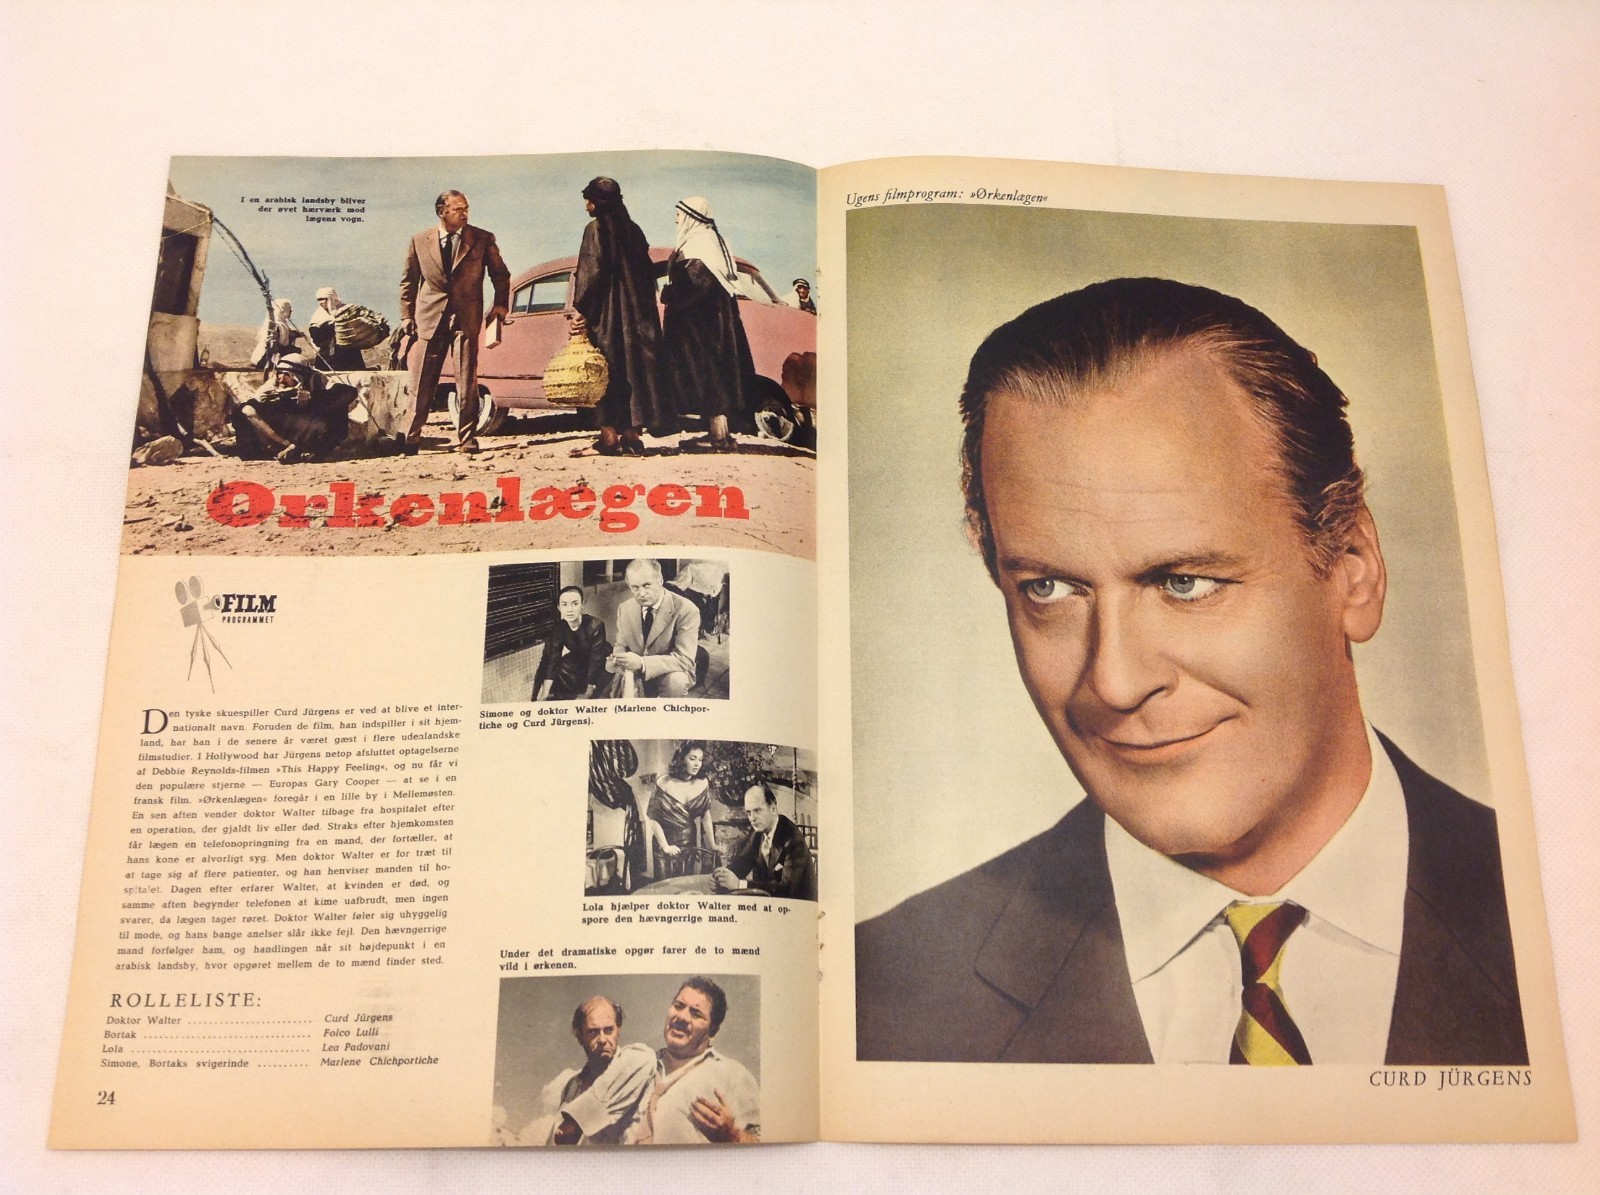 I en arabisk landsby bliver
der øvet hærværk mod
lægens vogn.
Ørkenlægen
FILM
PROGRAMMET
Den tyske skuespiller Curd Jürgens er ved at blive et inter-
nationalt navn. Foruden de film, han indspiller i sit hjem-
land, har han i de senere år været gæst i flere udenlandske
filmstudier. I Hollywood har Jürgens netop afsluttet optagelserne
af Debbie Reynolds-filmen »This Happy Feeling«, og nu får vi
den populære stjerne — Europas Gary Cooper — at se i en
fransk film. »Ørkenlægen« foregår i en lille by i Mellemøsten.
En sen aften vender doktor Walter tilbage fra hospitalet efter
en operation, der gjaldt liv eller død. Straks efter hjemkomsten
får lægen en telefonopringning fra en mand, der fortæller, at
hans kone er alvorligt syg. Men doktor Walter er for træt til
at tage sig af flere patienter, og han henviser manden til ho-
spitalet. Dagen efter erfarer Walter, at kvinden er død, og
samme aften begynder telefonen at kime uafbrudt, men ingen
svarer, da lægen tager røret. Doktor Walter føler sig uhyggelig
til mode, og hans bange anelser slår ikke fejl. Den hævngerrige
mand forfølger ham, og handlingen når sit højdepunkt i en
arabisk landsby, hvor opgøret mellem de to mænd finder sted.
ROLLELISTE:
Doktor Walter ........................ Curd Jürgens
Bortak ................................ Folco Lulli
Lola .................................. Lea Padovani
Simone, Bortaks svigerinde .......... Marlene Chichportiche
24
Simone og doktor Walter (Marlene Chichpor-
tiche og Curd Jürgens).
Lola hjælper doktor Walter med at op-
spore den hævngerrige mand.
Under det dramatiske opgør farer de to mænd
vild i ørkenen.
Ugens filmprogram: »Ørkenlægen«
CURD JÜRGENS